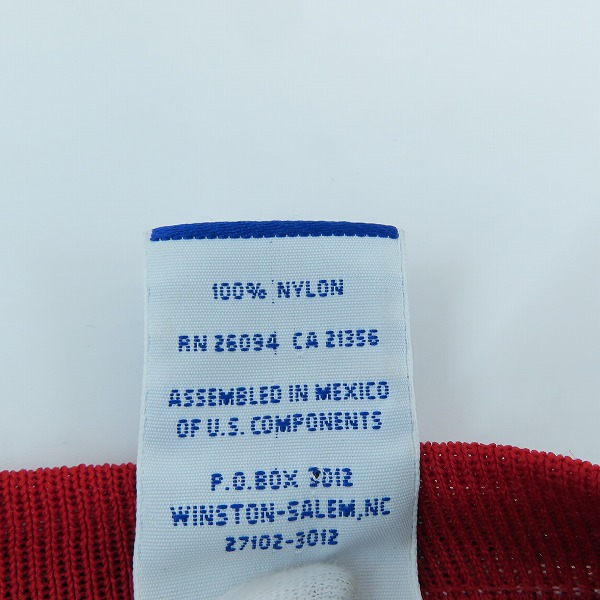 100% NYLON
RN 26094 CA 21356
ASSEMBLED IN MEXICO
OF U.S. COMPONENTS
P.O.BOX 3012
WINSTON-SALEM, NC
27102-3012